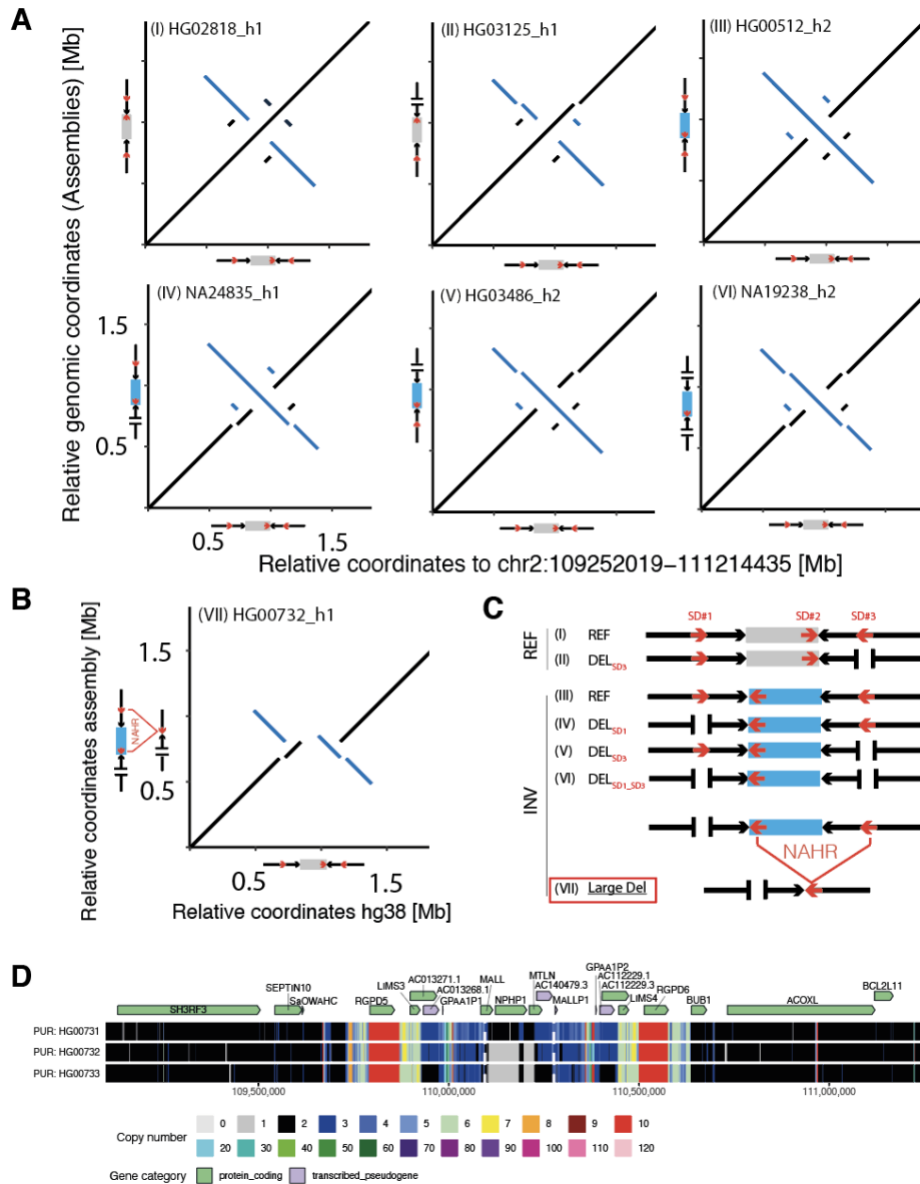 A
(I) HG02818_h1
(II) HG03125_h1
(III) HG00512_h2
Relative genomic coordinates (Assemblies) [Mb]
(IV) NA24835_h1
(V) HG03486_h2
(VI) NA19238_h2
1.5
0.5
0.5
1.5
Relative coordinates to chr2:109252019–111214435 [Mb]
B
(VII) HG00732_h1
Relative coordinates assembly [Mb]
1.5
0.5
NAHR
0.5
1.5
Relative coordinates hg38 [Mb]
C
SD#1
SD#2
SD#3
REF
(I) REF
(II) DELSD3
INV
(III) REF
(IV) DELSD1
(V) DELSD3
(VI) DELSD1_SD3
NAHR
(VII) Large Del
D
SH3RF3
SEPTIN10
SaOWAHC
RGPD5
LIMS3
AC013271.1
AC013268.1
GPAA1P1
MALL
NPHP1
MTLN
AC140479.3
MALLP1
GPAA1P2
AC112229.1
AC112229.3
LIMS4
RGPD6
BUB1
ACOXL
BCL2L11
PUR: HG00731
PUR: HG00732
PUR: HG00733
109,500,000
110,000,000
110,500,000
111,000,000
Copy number
0 1 2 3 4 5 6 7 8 9 10
20 30 40 50 60 70 80 90 100 110 120
Gene category
protein_coding
transcribed_pseudogene